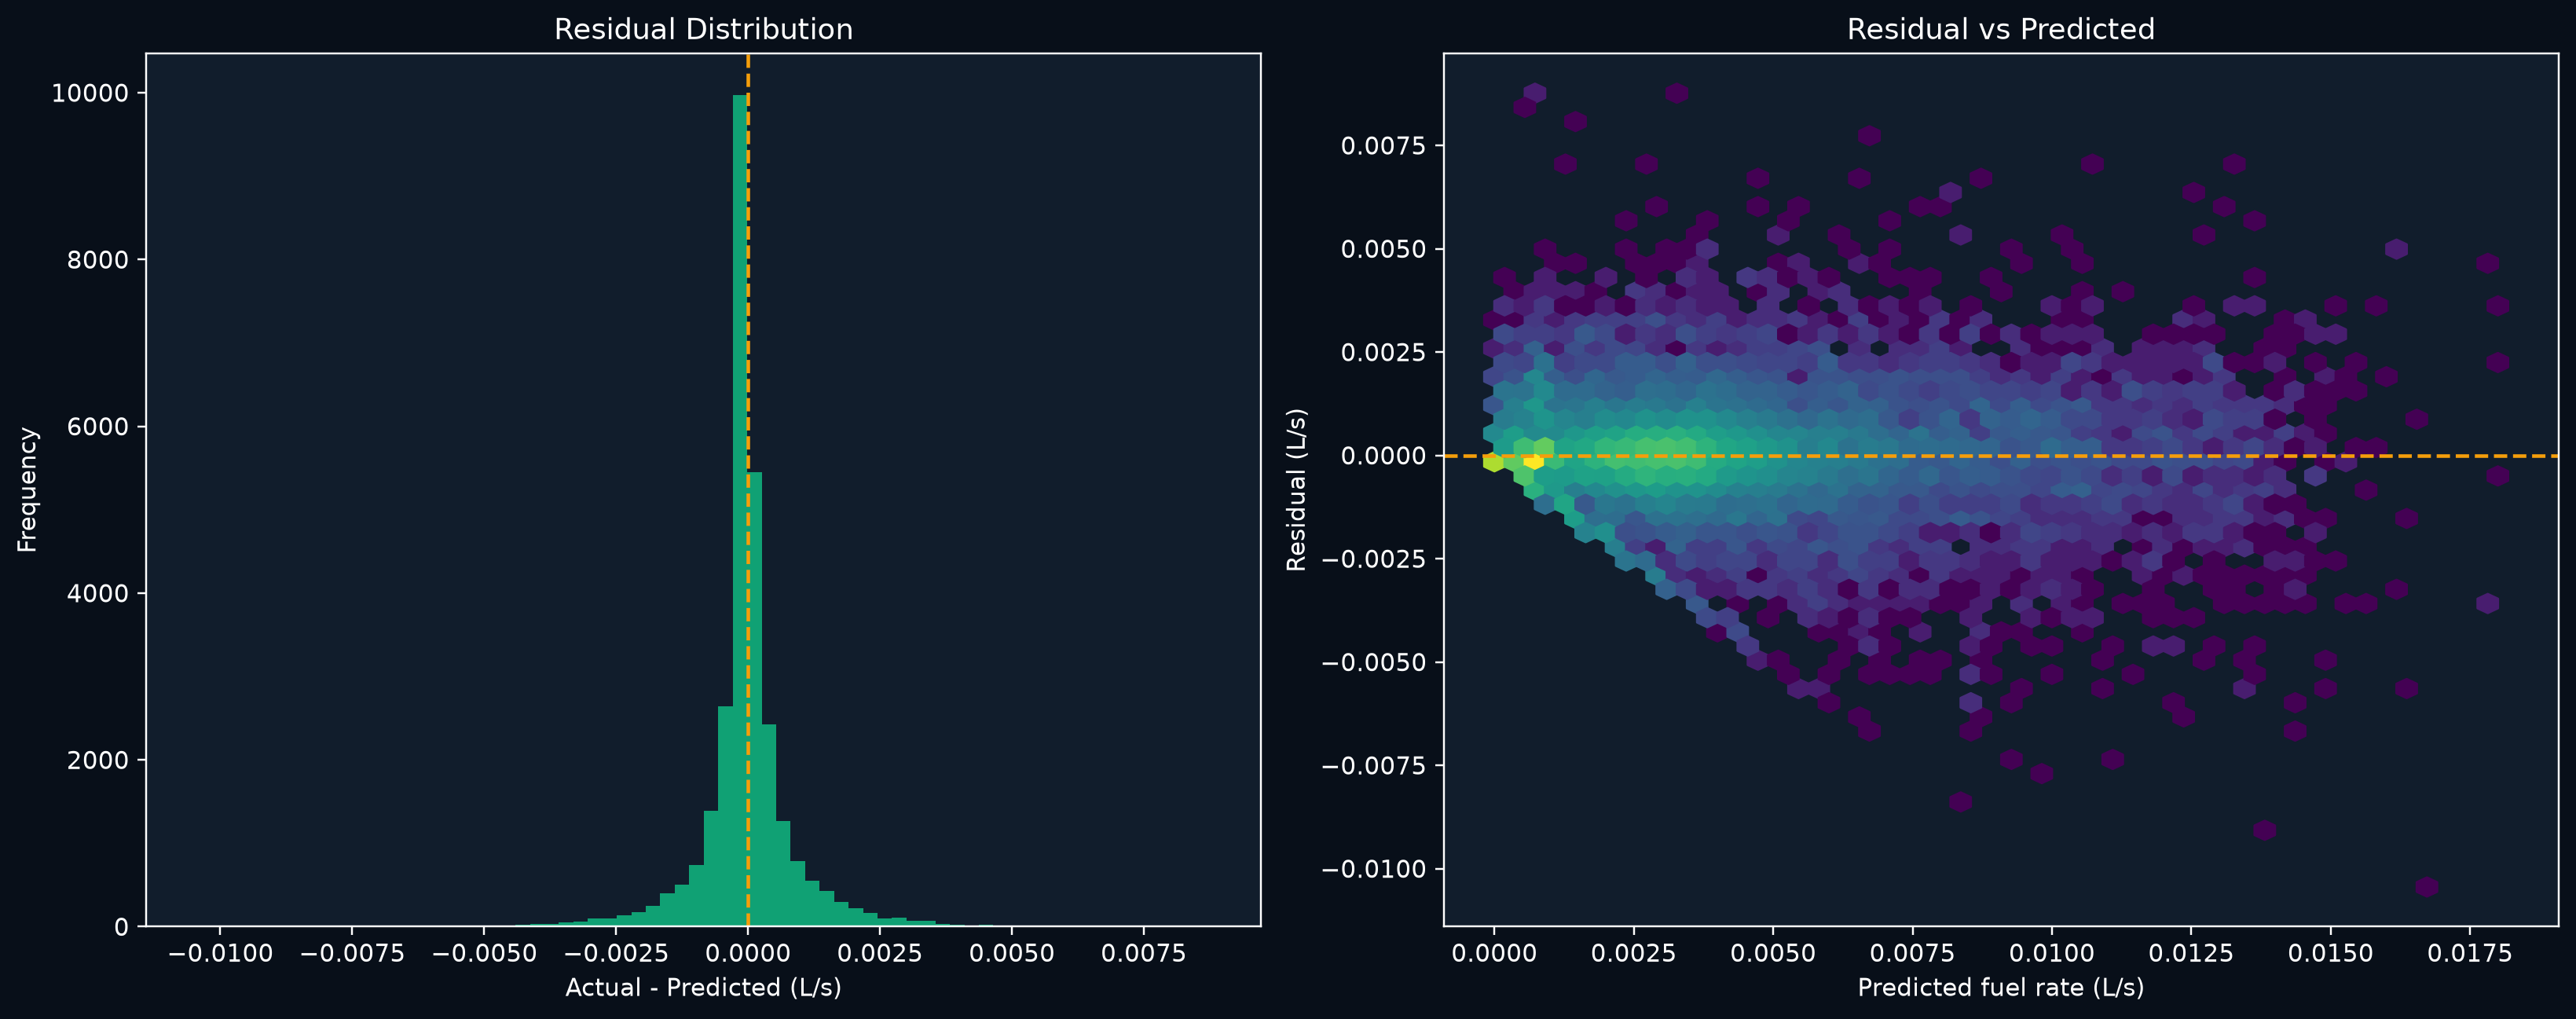 Residual Distribution
10000
8000
6000
4000
2000
0
Frequency
−0.0100 −0.0075 −0.0050 −0.0025 0.0000 0.0025 0.0050 0.0075
Actual - Predicted (L/s)
Residual vs Predicted
0.0075
0.0050
0.0025
0.0000
−0.0025
−0.0050
−0.0075
−0.0100
Residual (L/s)
0.0000 0.0025 0.0050 0.0075 0.0100 0.0125 0.0150 0.0175
Predicted fuel rate (L/s)